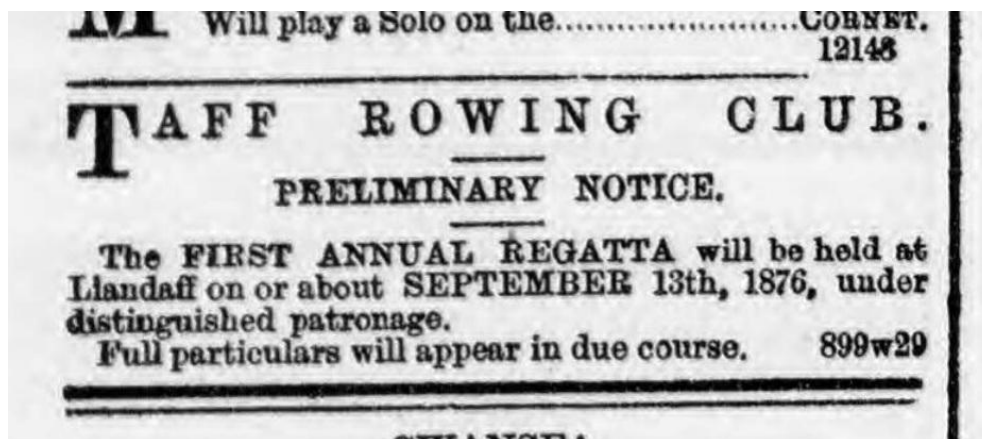 M Will play a Solo on the........................CORNET.
12148
TAFF ROWING CLUB.
PRELIMINARY NOTICE.
The FIRST ANNUAL REGATTA will be held at
Llandaff on or about SEPTEMBER 13th, 1876, under
distinguished patronage.
Full particulars will appear in due course. 899w29
SWANSEA